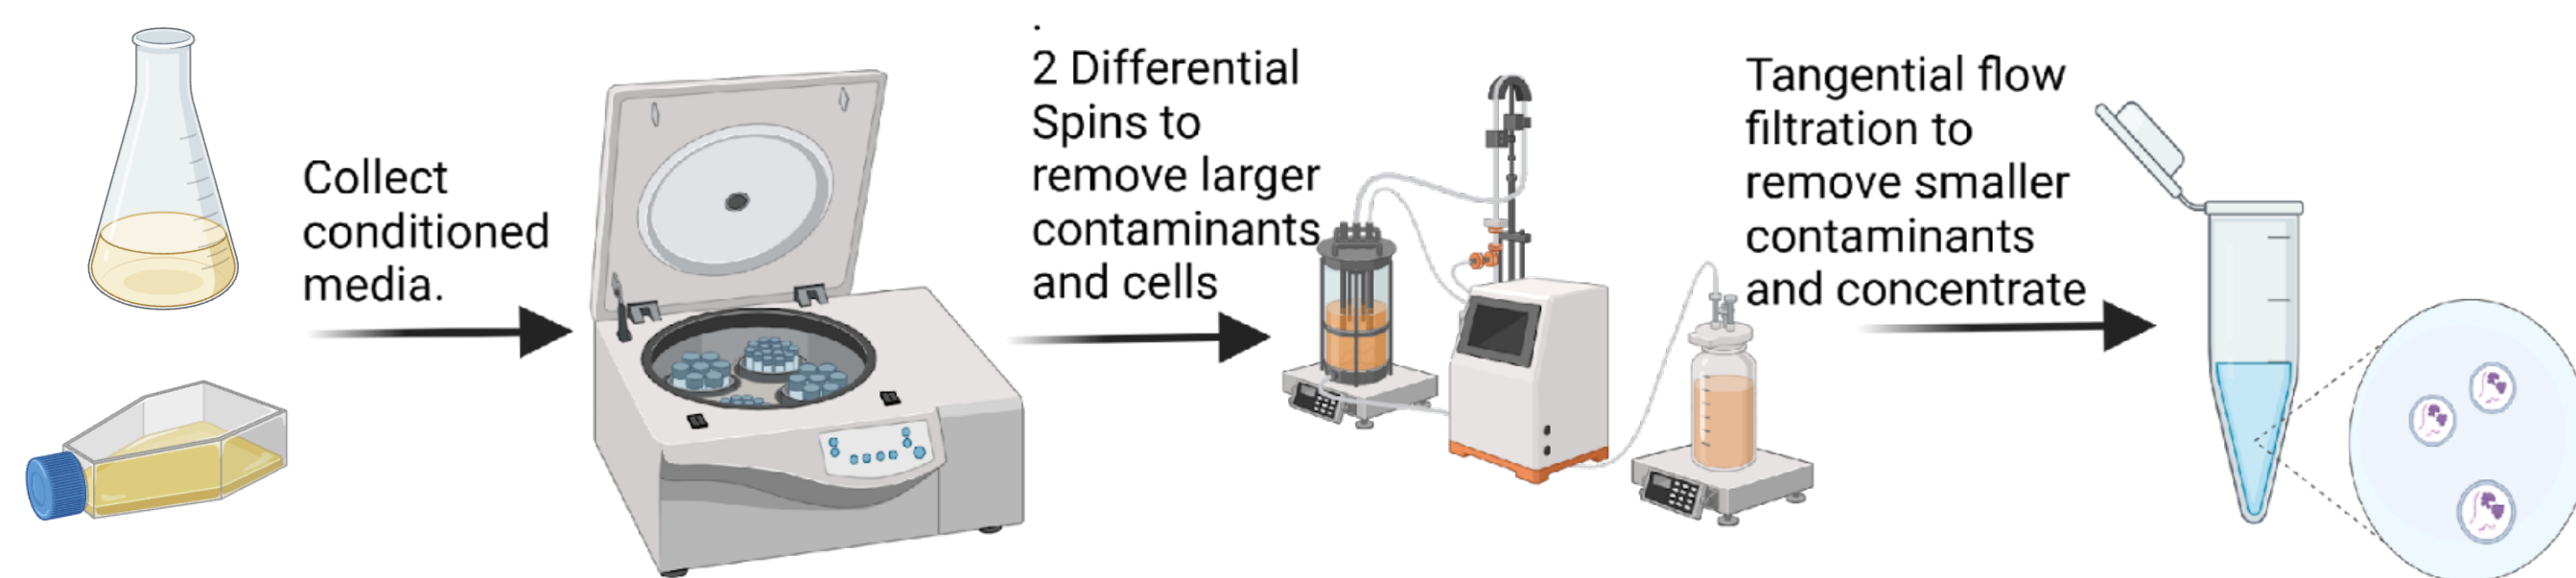 Collect
conditioned
media.
.
2 Differential
Spins to
remove larger
contaminants
and cells
Tangential flow
filtration to
remove smaller
contaminants
and concentrate